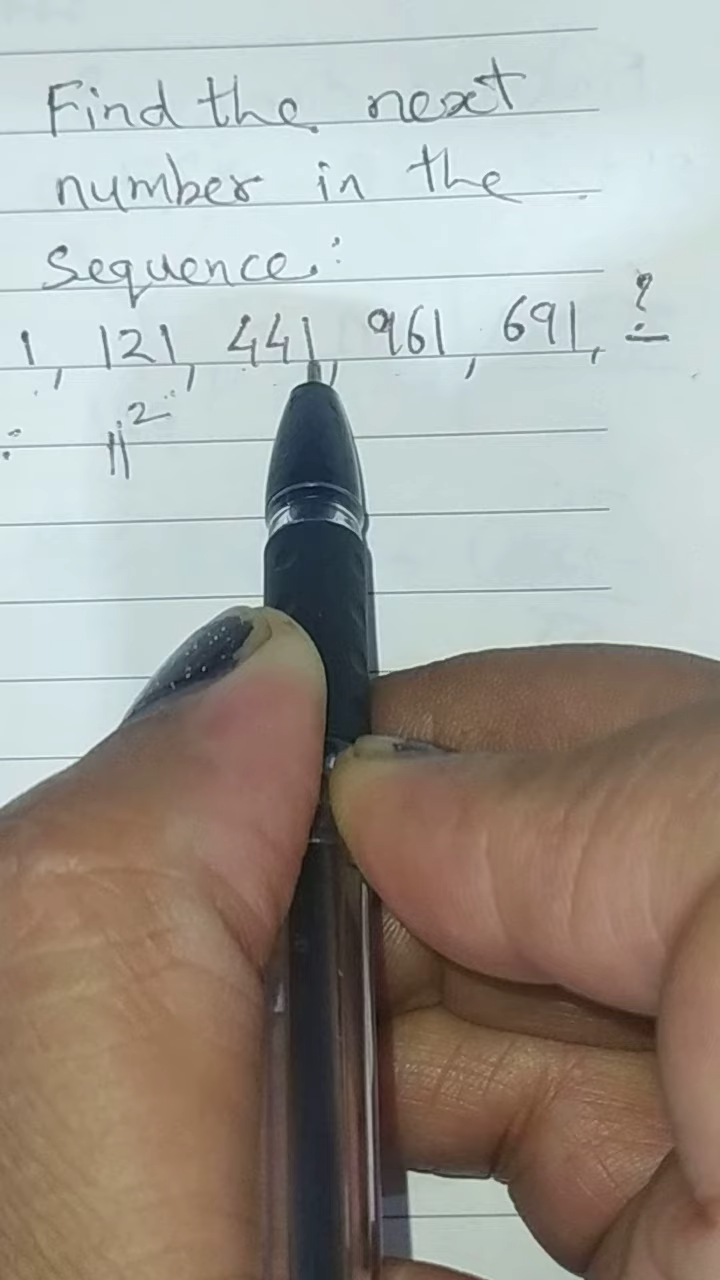 Find the next
number in the
sequence:
1, 121, 441, 961, 691, ?
: 11²